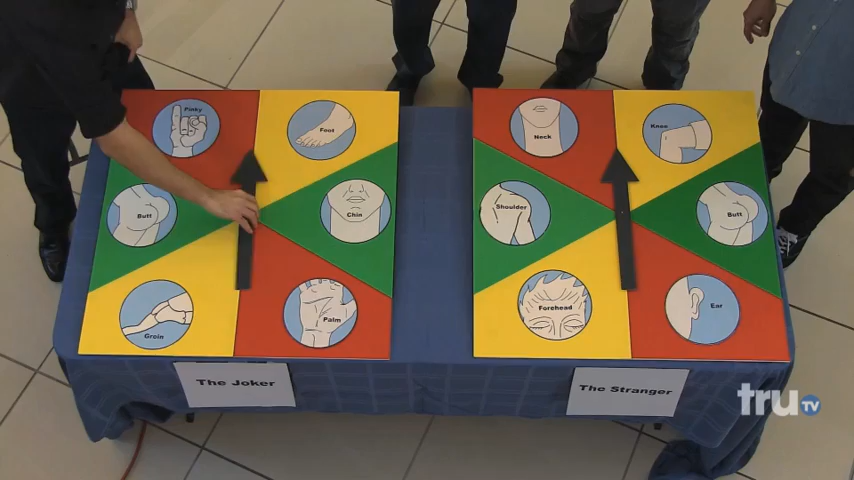 Pinky
Foot
Butt
Chin
Groin
Palm
The Joker
Neck
Knee
Shoulder
Butt
Forehead
Ear
The Stranger
truTV